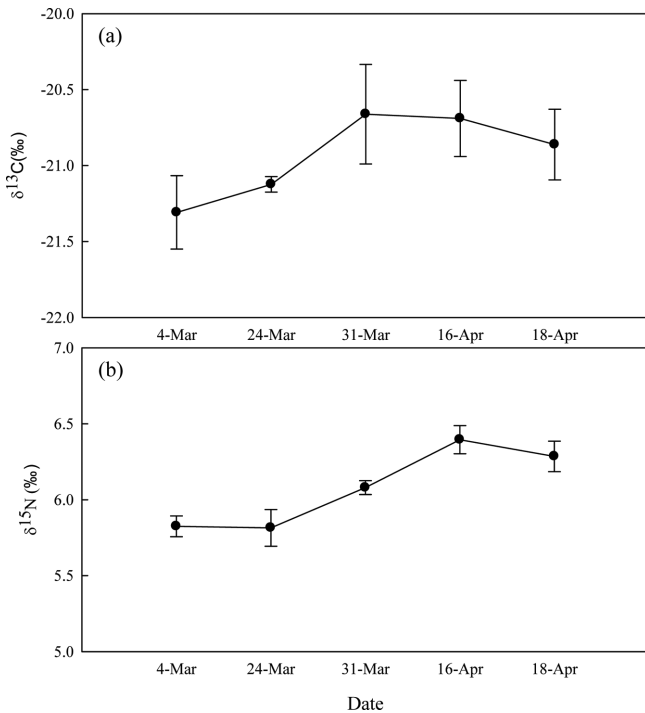 (a)
-20.0
-20.5
-21.0
-21.5
-22.0
δ¹³C(‰)
4-Mar 24-Mar 31-Mar 16-Apr 18-Apr
(b)
7.0
6.5
6.0
5.5
5.0
δ¹⁵N (‰)
4-Mar 24-Mar 31-Mar 16-Apr 18-Apr
Date